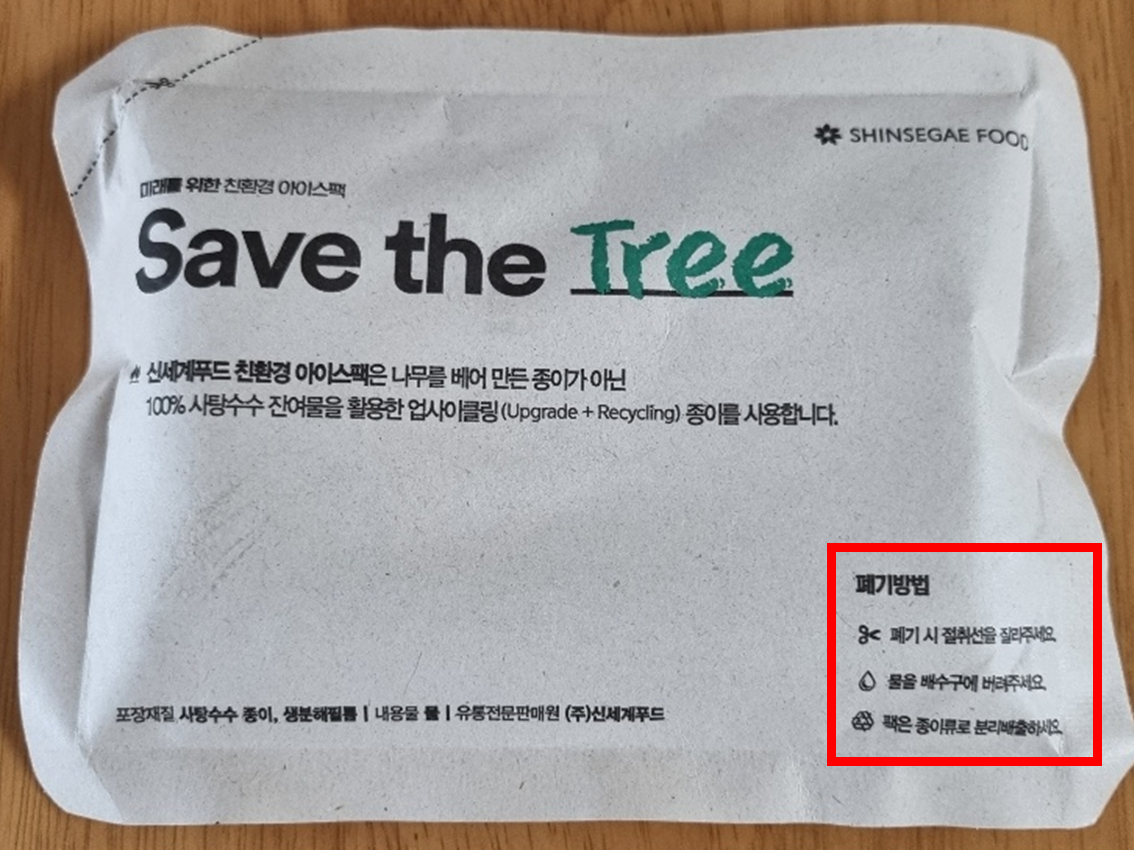 SHINSEGAE FOOD
미래를 위한 친환경 아이스팩
Save the Tree
신세계푸드 친환경 아이스팩은 나무를 베어 만든 종이가 아닌
100% 사탕수수 잔여물을 활용한 업사이클링(Upgrade + Recycling) 종이를 사용합니다.
폐기방법
폐기 시 절취선을 잘라주세요.
물을 배수구에 버려주세요.
팩은 종이류로 분리배출하세요.
포장재질 사탕수수 종이, 생분해필름 | 내용물 물 | 유통전문판매원 (주)신세계푸드